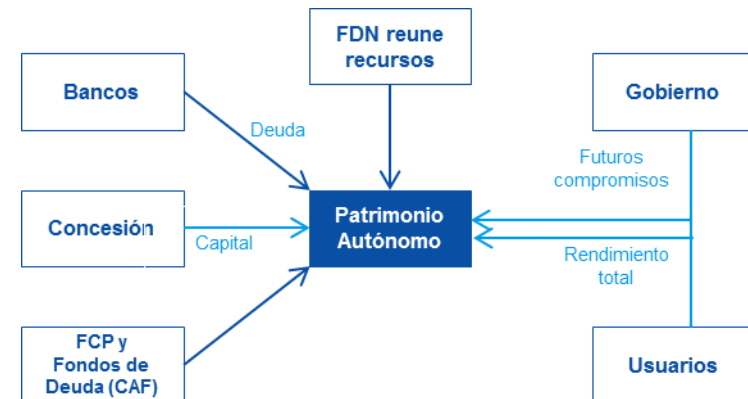 FDN reune
recursos
Bancos
Gobierno
Deuda
Futuros
compromisos
Concesión
Capital
Patrimonio
Autónomo
Rendimiento
total
FCP y
Fondos de
Deuda (CAF)
Usuarios